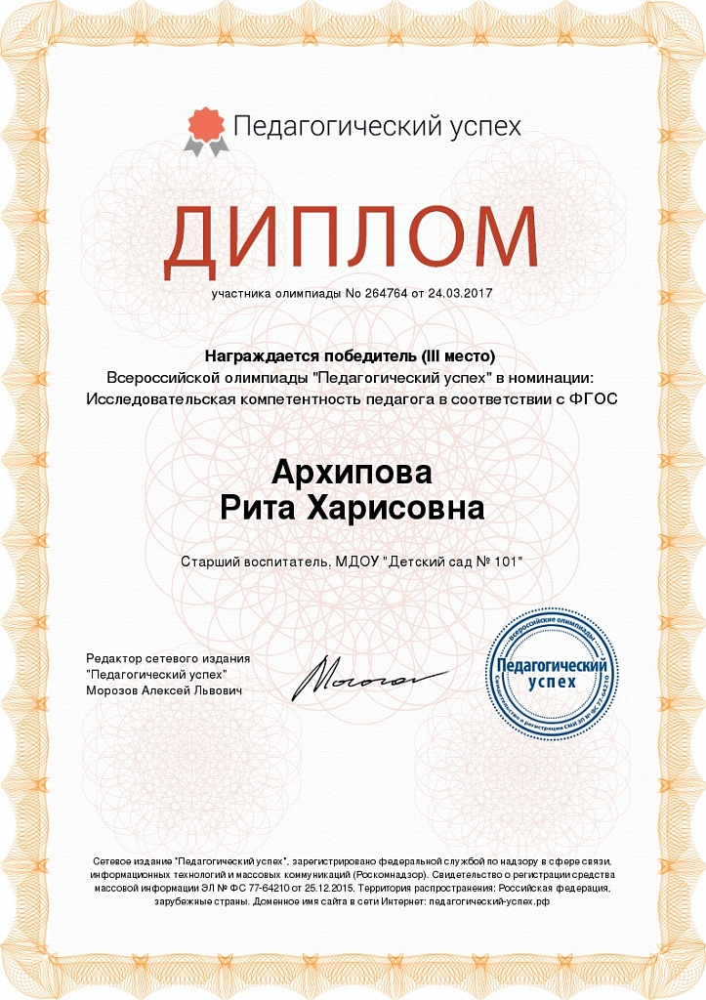 Педагогический успех
ДИПЛОМ
участника олимпиады No 264764 от 24.03.2017
Награждается победитель (III место)
Всероссийской олимпиады "Педагогический успех" в номинации:
Исследовательская компетентность педагога в соответствии с ФГОС
Архипова
Рита Харисовна
Старший воспитатель, МДОУ "Детский сад № 101"
Редактор сетевого издания
"Педагогический успех"
Морозов Алексей Львович
Всероссийские олимпиады
Педагогический
успех
Свидетельство о регистрации СМИ ЭЛ № ФС 77-64210
Сетевое издание "Педагогический успех", зарегистрировано федеральной службой по надзору в сфере связи,
информационных технологий и массовых коммуникаций (Роскомнадзор). Свидетельство о регистрации средства
массовой информации ЭЛ № ФС 77-64210 от 25.12.2015. Территория распространения: Российская федерация,
зарубежные страны. Доменное имя сайта в сети Интернет: педагогический-успех.рф